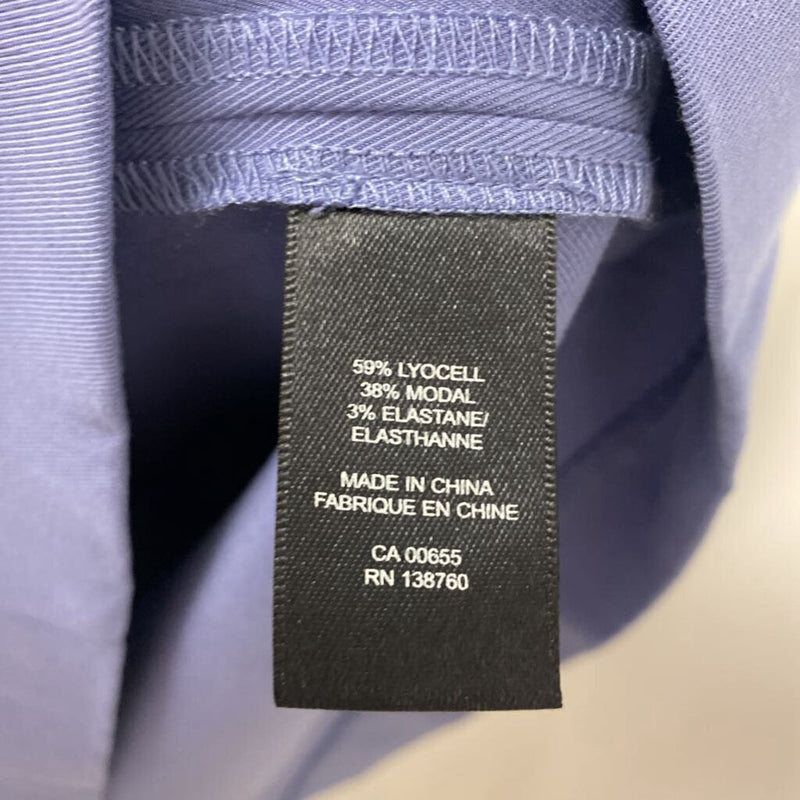 59% LYOCELL
38% MODAL
3% ELASTANE/
ELASTHANNE
MADE IN CHINA
FABRIQUE EN CHINE
CA 00655
RN 138760